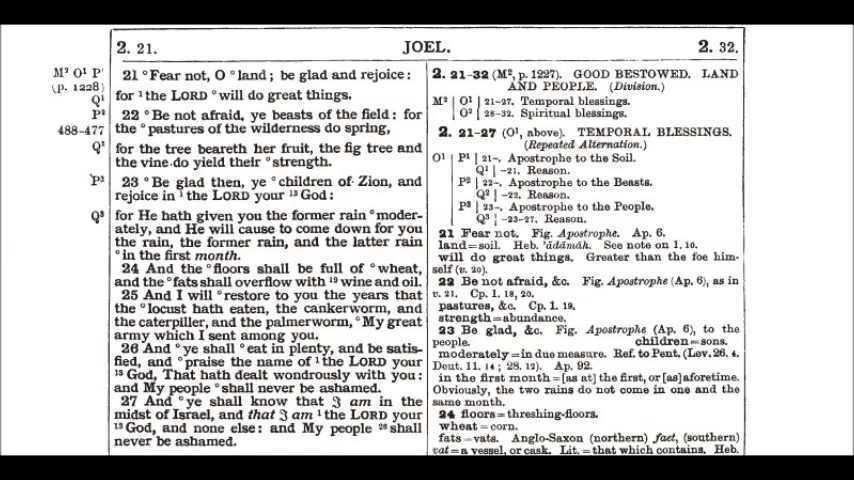 2. 21.
JOEL.
2. 32.
M² O¹ P¹
(p. 1228)
Q¹
P²
488-477
Q²
P³
Q³
21 °Fear not, O °land; be glad and rejoice:
for ¹the LORD °will do great things.
22 °Be not afraid, ye beasts of the field: for
the °pastures of the wilderness do spring,
for the tree beareth her fruit, the fig tree and
the vine do yield their °strength.
23 °Be glad then, ye °children of Zion, and
rejoice in ¹the LORD your ¹³God:
for He hath given you the former rain °moder-
ately, and He will cause to come down for you
the rain, the former rain, and the latter rain
°in the first month.
24 And the °floors shall be full of °wheat,
and the °fats shall overflow with ¹⁹wine and oil.
25 And I will °restore to you the years that
the °locust hath eaten, the cankerworm, and
the caterpiller, and the palmerworm, °My great
army which I sent among you.
26 And °ye shall °eat in plenty, and be satis-
fied, and °praise the name of ¹the LORD your
¹³God, That hath dealt wondrously with you:
and My people °shall never be ashamed.
27 And °ye shall know that ℑ am in the
midst of Israel, and that ℑ am ¹the LORD your
¹³God, and none else: and My people ²⁶shall
never be ashamed.
2. 21-32 (M², p. 1227). GOOD BESTOWED. LAND
AND PEOPLE. (Division.)
M² | O¹ | 21-27. Temporal blessings.
O² | 28-32. Spiritual blessings.
2. 21-27 (O¹, above). TEMPORAL BLESSINGS.
(Repeated Alternation.)
O¹ | P¹ | 21-. Apostrophe to the Soil.
Q¹ | -21. Reason.
P² | 22-. Apostrophe to the Beasts.
Q² | -22. Reason.
P³ | 23-. Apostrophe to the People.
Q³ | -23-27. Reason.
21 Fear not. Fig. Apostrophe. Ap. 6.
land=soil. Heb. 'ădāmāh. See note on 1. 10.
will do great things. Greater than the foe him-
self (v. 20).
22 Be not afraid, &c. Fig. Apostrophe (Ap. 6), as in
v. 21. Cp. 1. 18, 20.
pastures, &c. Cp. 1. 19.
strength=abundance.
23 Be glad, &c. Fig. Apostrophe (Ap. 6), to the
people. children=sons.
moderately=in due measure. Ref. to Pent. (Lev. 26. 4.
Deut. 11. 14; 28. 12). Ap. 92.
in the first month=[as at] the first, or [as] aforetime.
Obviously, the two rains do not come in one and the
same month.
24 floors=threshing-floors.
wheat=corn.
fats=vats. Anglo-Saxon (northern) faet, (southern)
vat=a vessel, or cask. Lit.=that which contains. Heb.